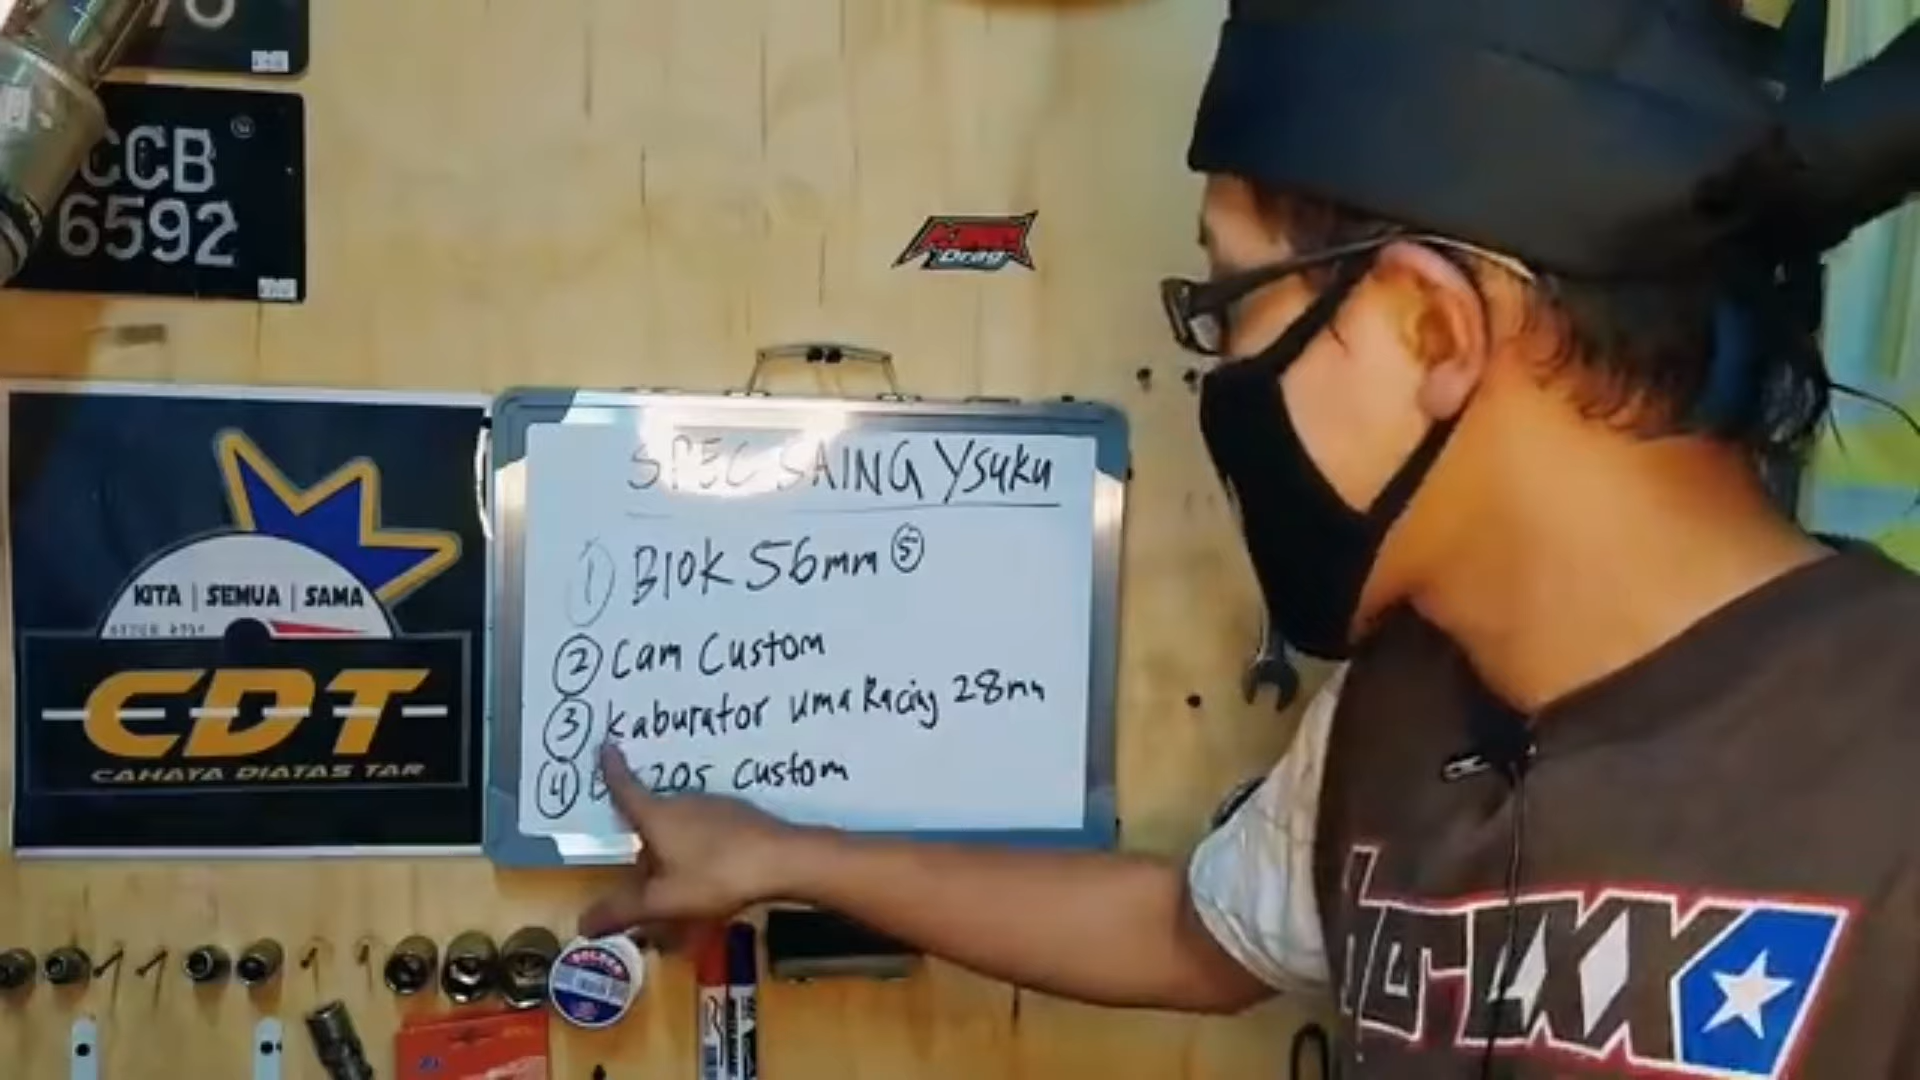 CCB
6592
Drag
SPEC SAING Ysuku
1 Blok 56mm 5
2 Cam Custom
3 Kaburator Uma Racing 28mm
4 205 Custom
KITA | SEMUA | SAMA
CDT
CAHAYA DIATAS TAR